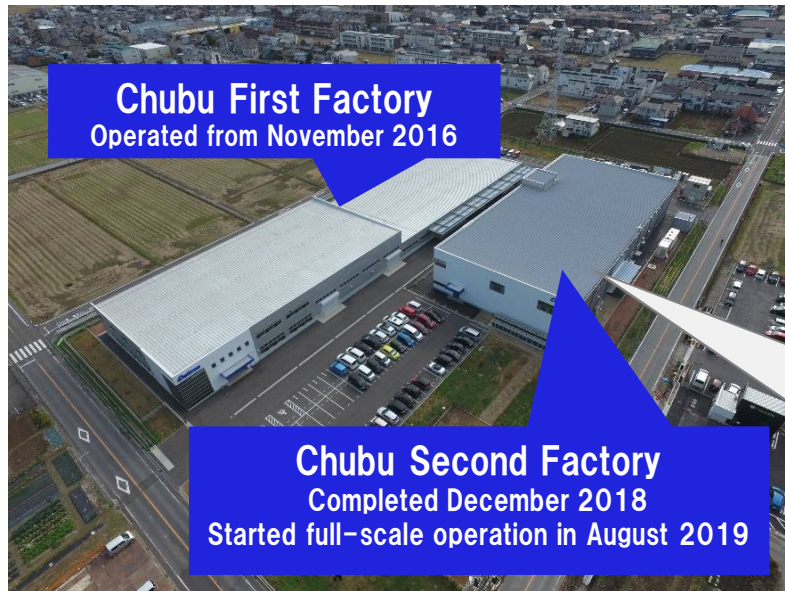 Chubu First Factory
Operated from November 2016
Chubu Second Factory
Completed December 2018
Started full-scale operation in August 2019